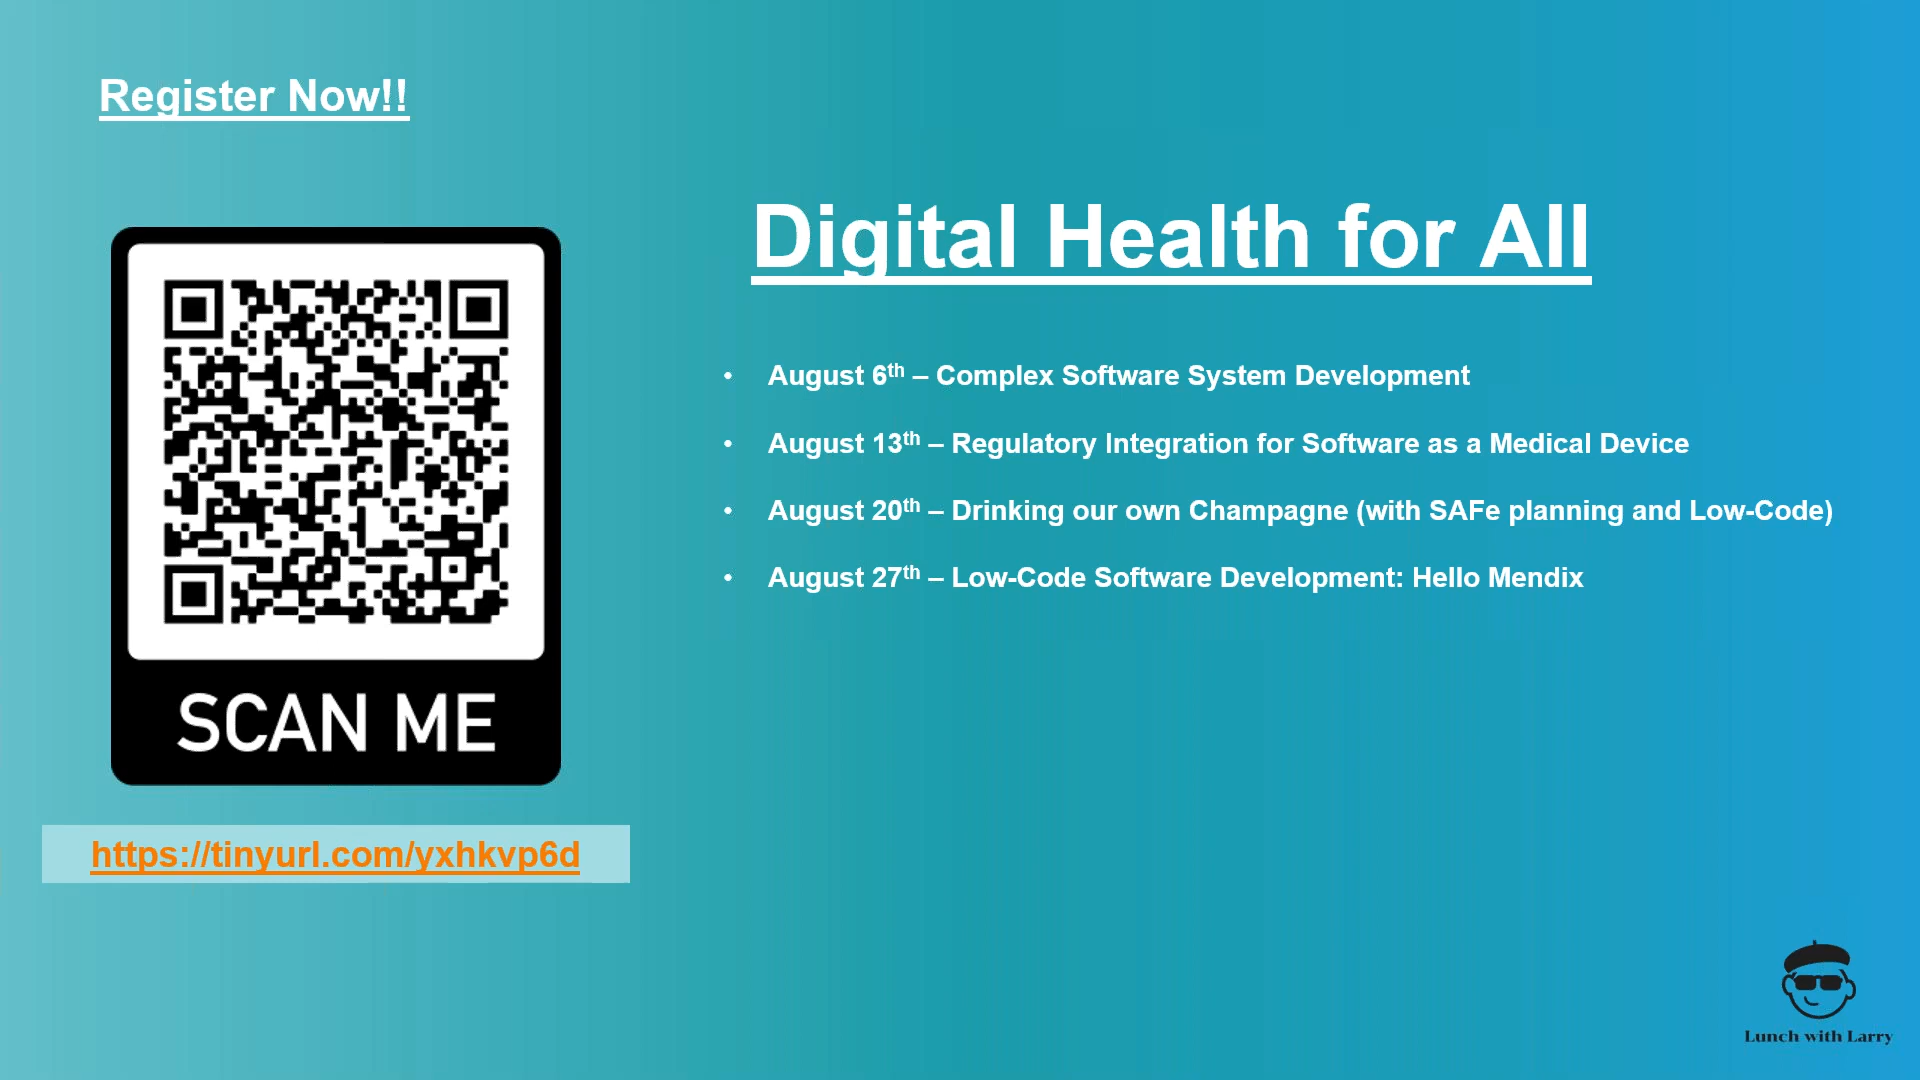 Register Now!!
Digital Health for All
• August 6th – Complex Software System Development
• August 13th – Regulatory Integration for Software as a Medical Device
• August 20th – Drinking our own Champagne (with SAFe planning and Low-Code)
• August 27th – Low-Code Software Development: Hello Mendix
SCAN ME
https://tinyurl.com/yxhkvp6d
Lunch with Larry